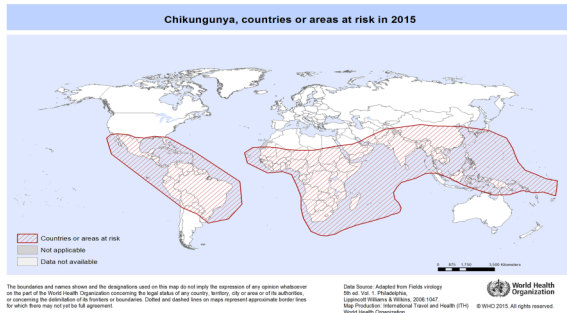 Chikungunya, countries or areas at risk in 2015
Countries or areas at risk
Not applicable
Data not available
0 875 1,750 3,500 Kilometers
The boundaries and names shown and the designations used on this map do not imply the expression of any opinion whatsoever
on the part of the World Health Organization concerning the legal status of any country, territory, city or area or of its authorities,
or concerning the delimitation of its frontiers or boundaries. Dotted and dashed lines on maps represent approximate border lines
for which there may not yet be full agreement.
Data Source: Adapted from Fields virology
5th ed. Vol. 1. Philadelphia,
Lippincott Williams & Wilkins, 2006:1047.
Map Production: International Travel and Health (ITH)
World Health Organization
World Health
Organization
© WHO 2015. All rights reserved.